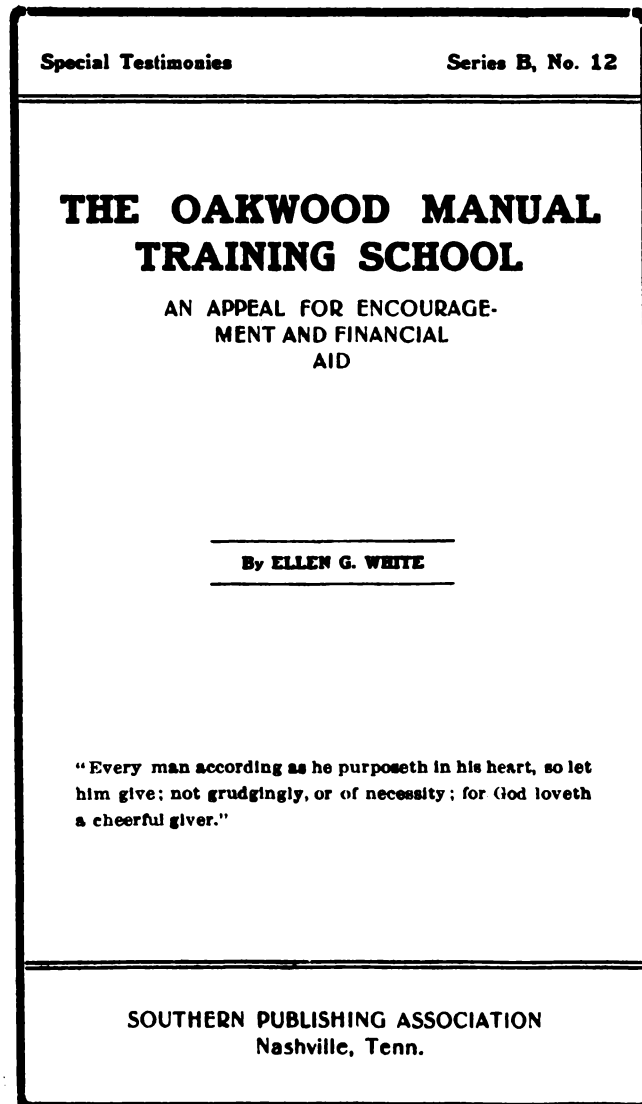 Special Testimonies Series B, No. 12
THE OAKWOOD MANUAL
TRAINING SCHOOL
AN APPEAL FOR ENCOURAGE-
MENT AND FINANCIAL
AID
By ELLEN G. WHITE
"Every man according as he purposeth in his heart, so let
him give; not grudgingly, or of necessity; for God loveth
a cheerful giver."
SOUTHERN PUBLISHING ASSOCIATION
Nashville, Tenn.